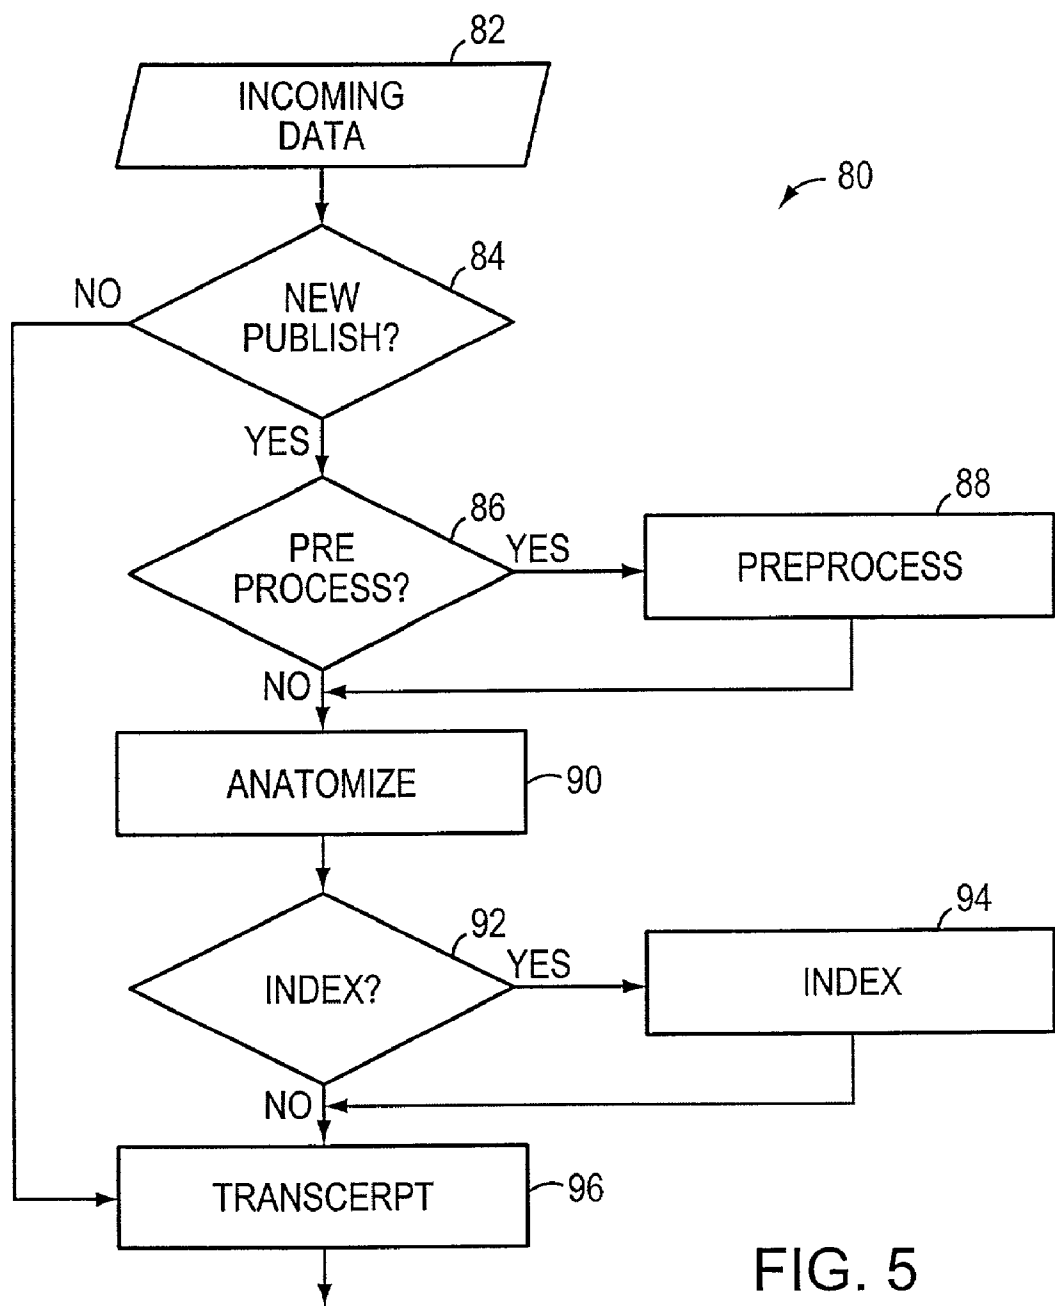 82
INCOMING
DATA
80
84
NO
NEW
PUBLISH?
YES
86
88
PRE
PROCESS?
YES
PREPROCESS
NO
ANATOMIZE
90
92
94
INDEX?
YES
INDEX
NO
TRANSCERPT
96
FIG. 5